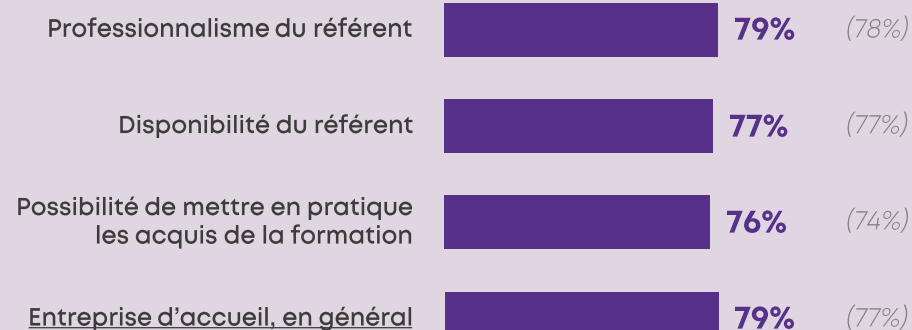 Professionnalisme du référent 79% (78%)
Disponibilité du référent 77% (77%)
Possibilité de mettre en pratique
les acquis de la formation 76% (74%)
Entreprise d'accueil, en général 79% (77%)